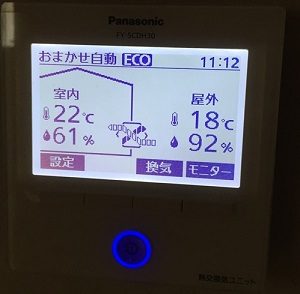 Panasonic
FY-SCDH30
おまかせ自動 ECO 11:12
室内 屋外
22℃ 18℃
61% 92%
設定 換気 モニター
熱交換気ユニット